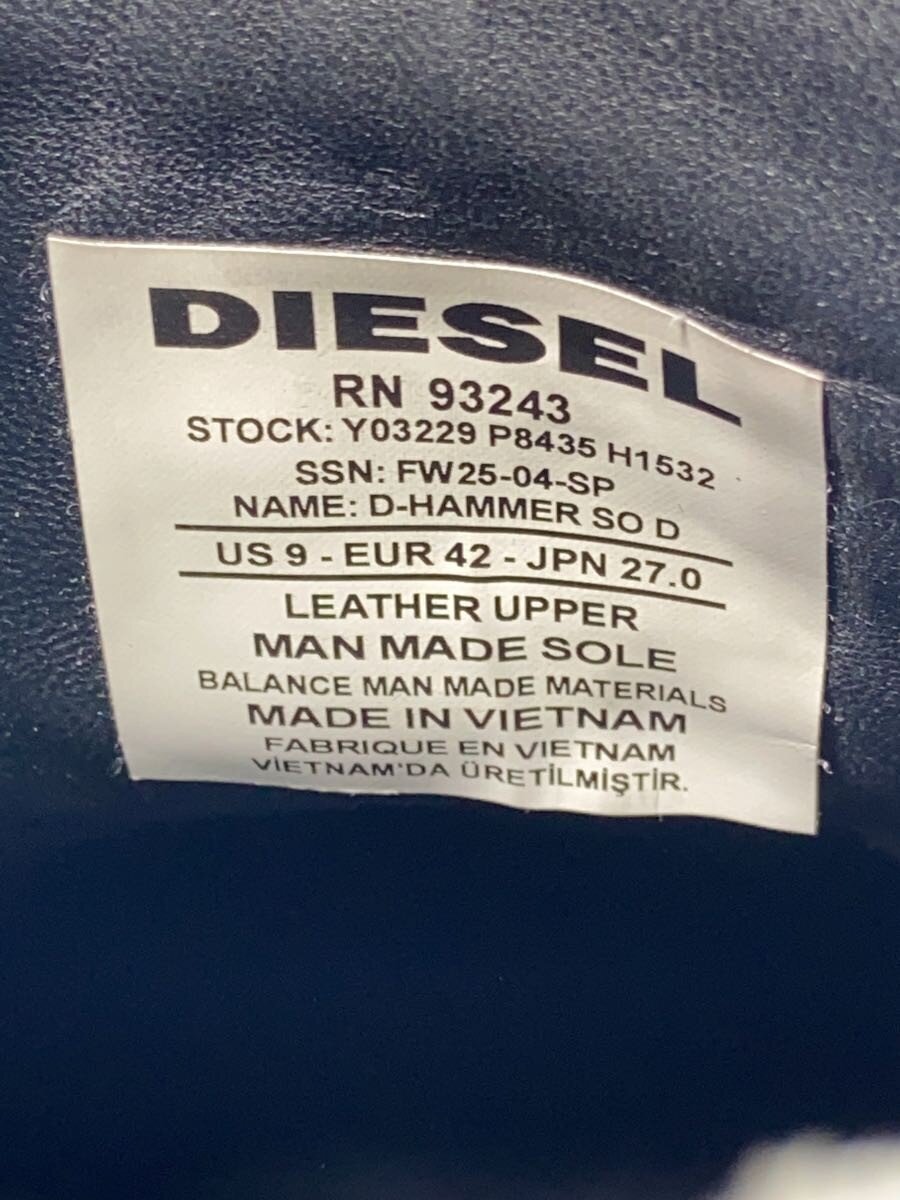 DIESEL
RN 93243
STOCK: Y03229 P8435 H1532
SSN: FW25-04-SP
NAME: D-HAMMER SO D
US 9 - EUR 42 - JPN 27.0
LEATHER UPPER
MAN MADE SOLE
BALANCE MAN MADE MATERIALS
MADE IN VIETNAM
FABRIQUE EN VIETNAM
VİETNAM'DA ÜRETİLMİŞTİR.